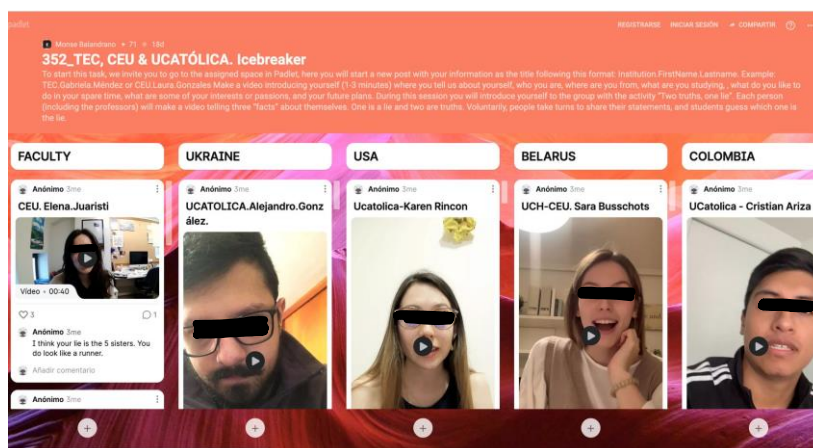 padlet
REGISTRARSE INICIAR SESIÓN COMPARTIR
Monse Balandrano + 71 18d
352_TEC, CEU & UCATÓLICA. Icebreaker
To start this task, we invite you to go to the assigned space in Padlet, here you will start a new post with your information as the title following this format: Institution.FirstName.Lastname. Example:
TEC.Gabriela.Méndez or CEU.Laura.Gonzales Make a video introducing yourself (1-3 minutes) where you tell us about yourself, who you are, where are you from, what are you studying, , what do you like to
do in your spare time, what are some of your interests or passions, and your future plans. During this session you will introduce yourself to the group with the activity "Two truths, one lie". Each person
(including the professors) will make a video telling three "facts" about themselves. One is a lie and two are truths. Voluntarily, people take turns to share their statements, and students guess which one is
the lie.
FACULTY
Anónimo 3me
CEU. Elena.Juaristi
Vídeo • 00:40
3 1
Anónimo 3me
I think your lie is the 5 sisters. You
do look like a runner.
Añadir comentario
Anónimo 3me
UKRAINE
Anónimo 3me
UCATOLICA.Alejandro.Gonz
ález.
USA
Anónimo 3me
Ucatolica-Karen Rincon
BELARUS
Anónimo 3me
UCH-CEU. Sara Busschots
COLOMBIA
Anónimo 3me
UCatolica - Cristian Ariza